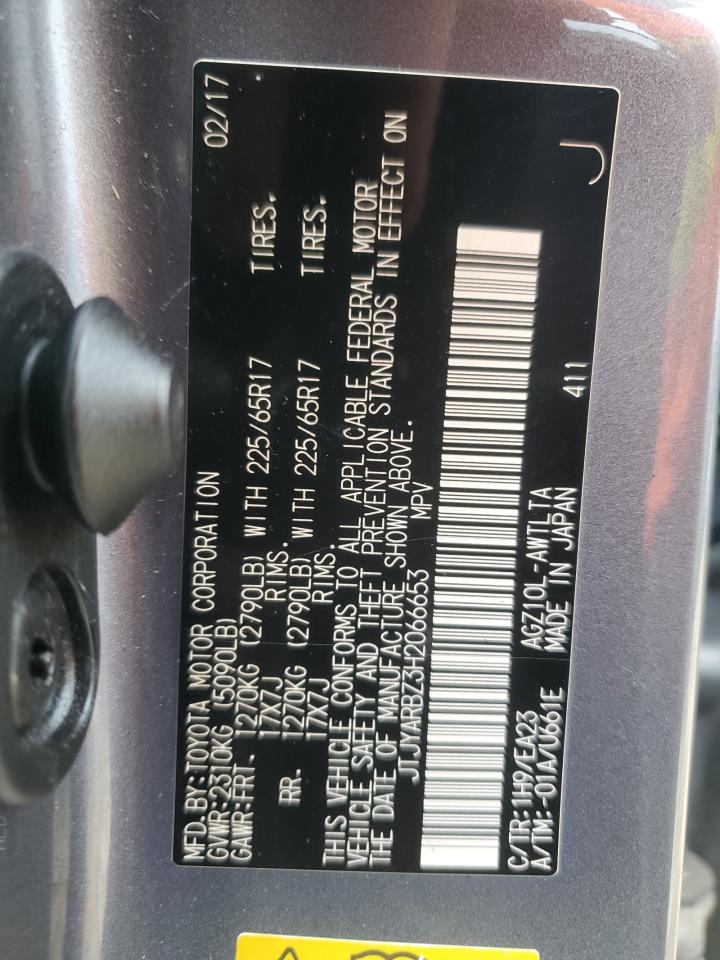 MFD.BY:TOYOTA MOTOR CORPORATION 02/17
GVWR:2310KG (5090LB)
GAWR:FRT. 1270KG (2790LB) WITH 225/65R17 TIRES.
17X7J RIMS.
RR. 1270KG (2790LB) WITH 225/65R17 TIRES.
17X7J RIMS.
THIS VEHICLE CONFORMS TO ALL APPLICABLE FEDERAL MOTOR
VEHICLE SAFETY AND THEFT PREVENTION STANDARDS IN EFFECT ON
THE DATE OF MANUFACTURE SHOWN ABOVE.
JTJYARBZ3H2066653 MPV
C/TR:1H9/EA23 AGZ10L-AWTLTA 411 J
A/TM:-01A/U661E MADE IN JAPAN